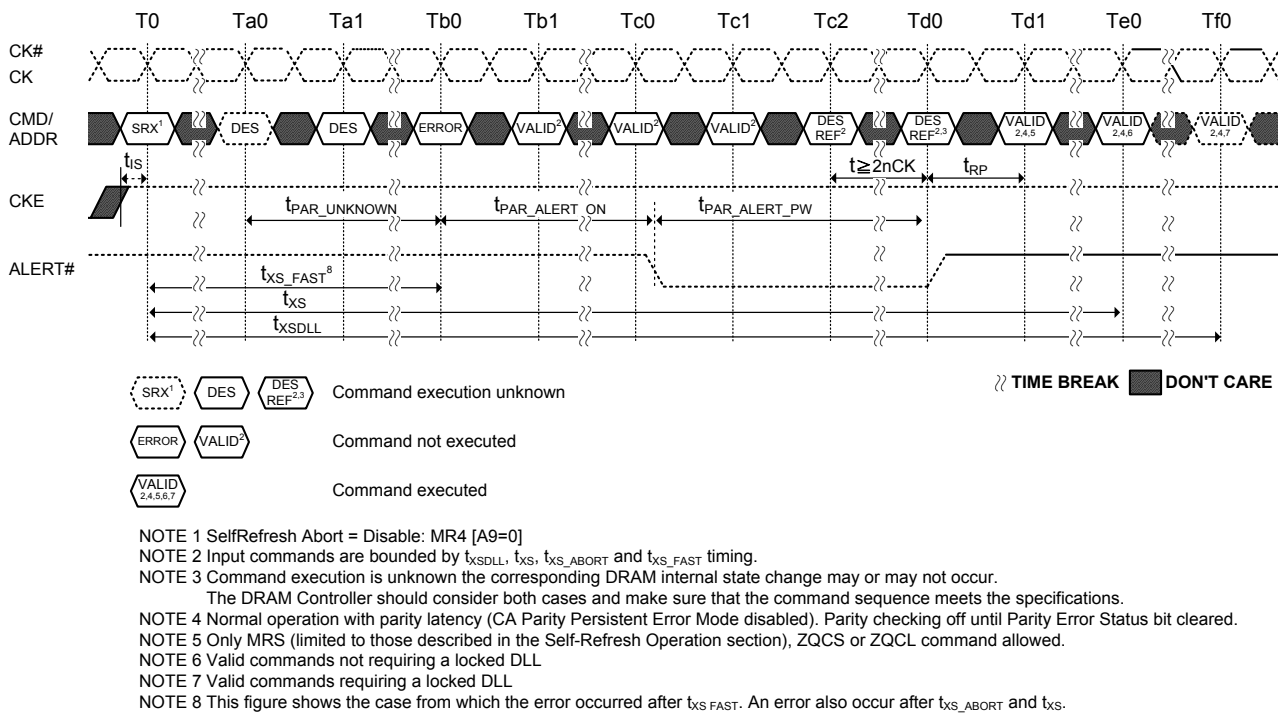 T0 Ta0 Ta1 Tb0 Tb1 Tc0 Tc1 Tc2 Td0 Td1 Te0 Tf0
CK#
CK
CMD/
ADDR
SRX1 DES DES ERROR VALID2 VALID2 VALID2 DES REF2 DES REF2,3 VALID 2,4,5 VALID 2,4,6 VALID 2,4,7
tIS t≧2nCK tRP
CKE
tPAR_UNKNOWN tPAR_ALERT_ON tPAR_ALERT_PW
ALERT#
tXS_FAST8
tXS
tXSDLL
SRX1 DES DES REF2,3 Command execution unknown
TIME BREAK DON'T CARE
ERROR VALID2 Command not executed
VALID 2,4,5,6,7 Command executed
NOTE 1 SelfRefresh Abort = Disable: MR4 [A9=0]
NOTE 2 Input commands are bounded by tXSDLL, tXS, tXS_ABORT and tXS_FAST timing.
NOTE 3 Command execution is unknown the corresponding DRAM internal state change may or may not occur.
The DRAM Controller should consider both cases and make sure that the command sequence meets the specifications.
NOTE 4 Normal operation with parity latency (CA Parity Persistent Error Mode disabled). Parity checking off until Parity Error Status bit cleared.
NOTE 5 Only MRS (limited to those described in the Self-Refresh Operation section), ZQCS or ZQCL command allowed.
NOTE 6 Valid commands not requiring a locked DLL
NOTE 7 Valid commands requiring a locked DLL
NOTE 8 This figure shows the case from which the error occurred after tXS FAST. An error also occur after tXS_ABORT and tXS.